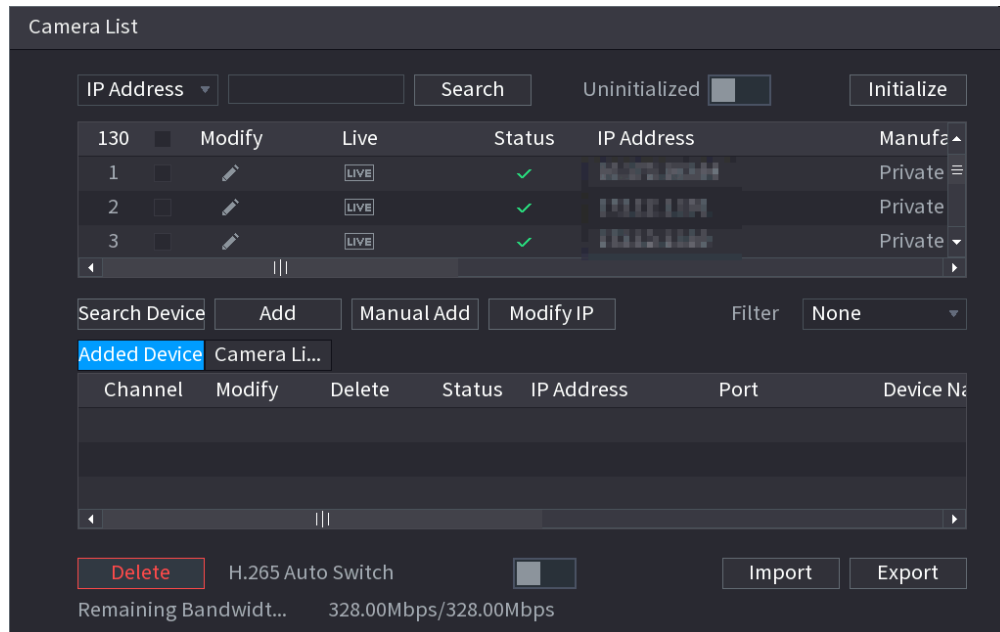 Camera List
IP Address Search Uninitialized Initialize
130 Modify Live Status IP Address Manufa
1 LIVE Private
2 LIVE Private
3 LIVE Private
Search Device Add Manual Add Modify IP Filter None
Added Device Camera Li...
Channel Modify Delete Status IP Address Port Device Na
Delete H.265 Auto Switch Import Export
Remaining Bandwidt... 328.00Mbps/328.00Mbps